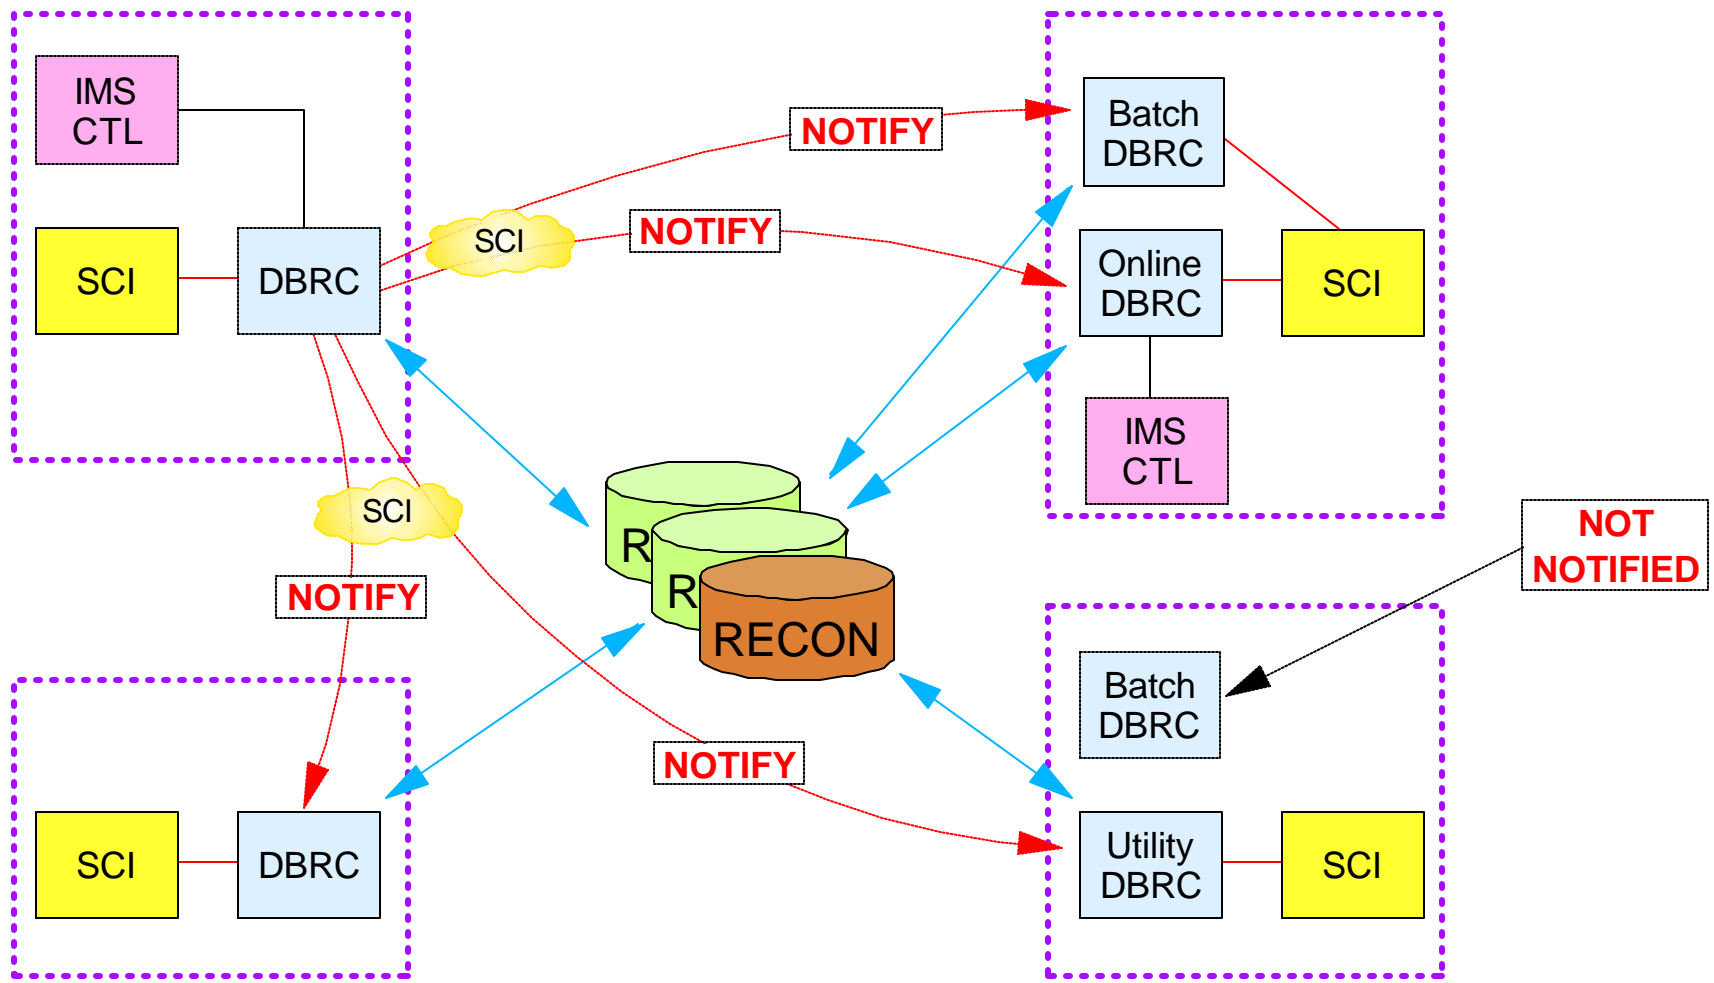 IMS
CTL
SCI
DBRC
SCI
NOTIFY
NOTIFY
Batch
DBRC
Online
DBRC
SCI
IMS
CTL
SCI
NOTIFY
R
R
RECON
NOT
NOTIFIED
SCI
DBRC
NOTIFY
Batch
DBRC
Utility
DBRC
SCI